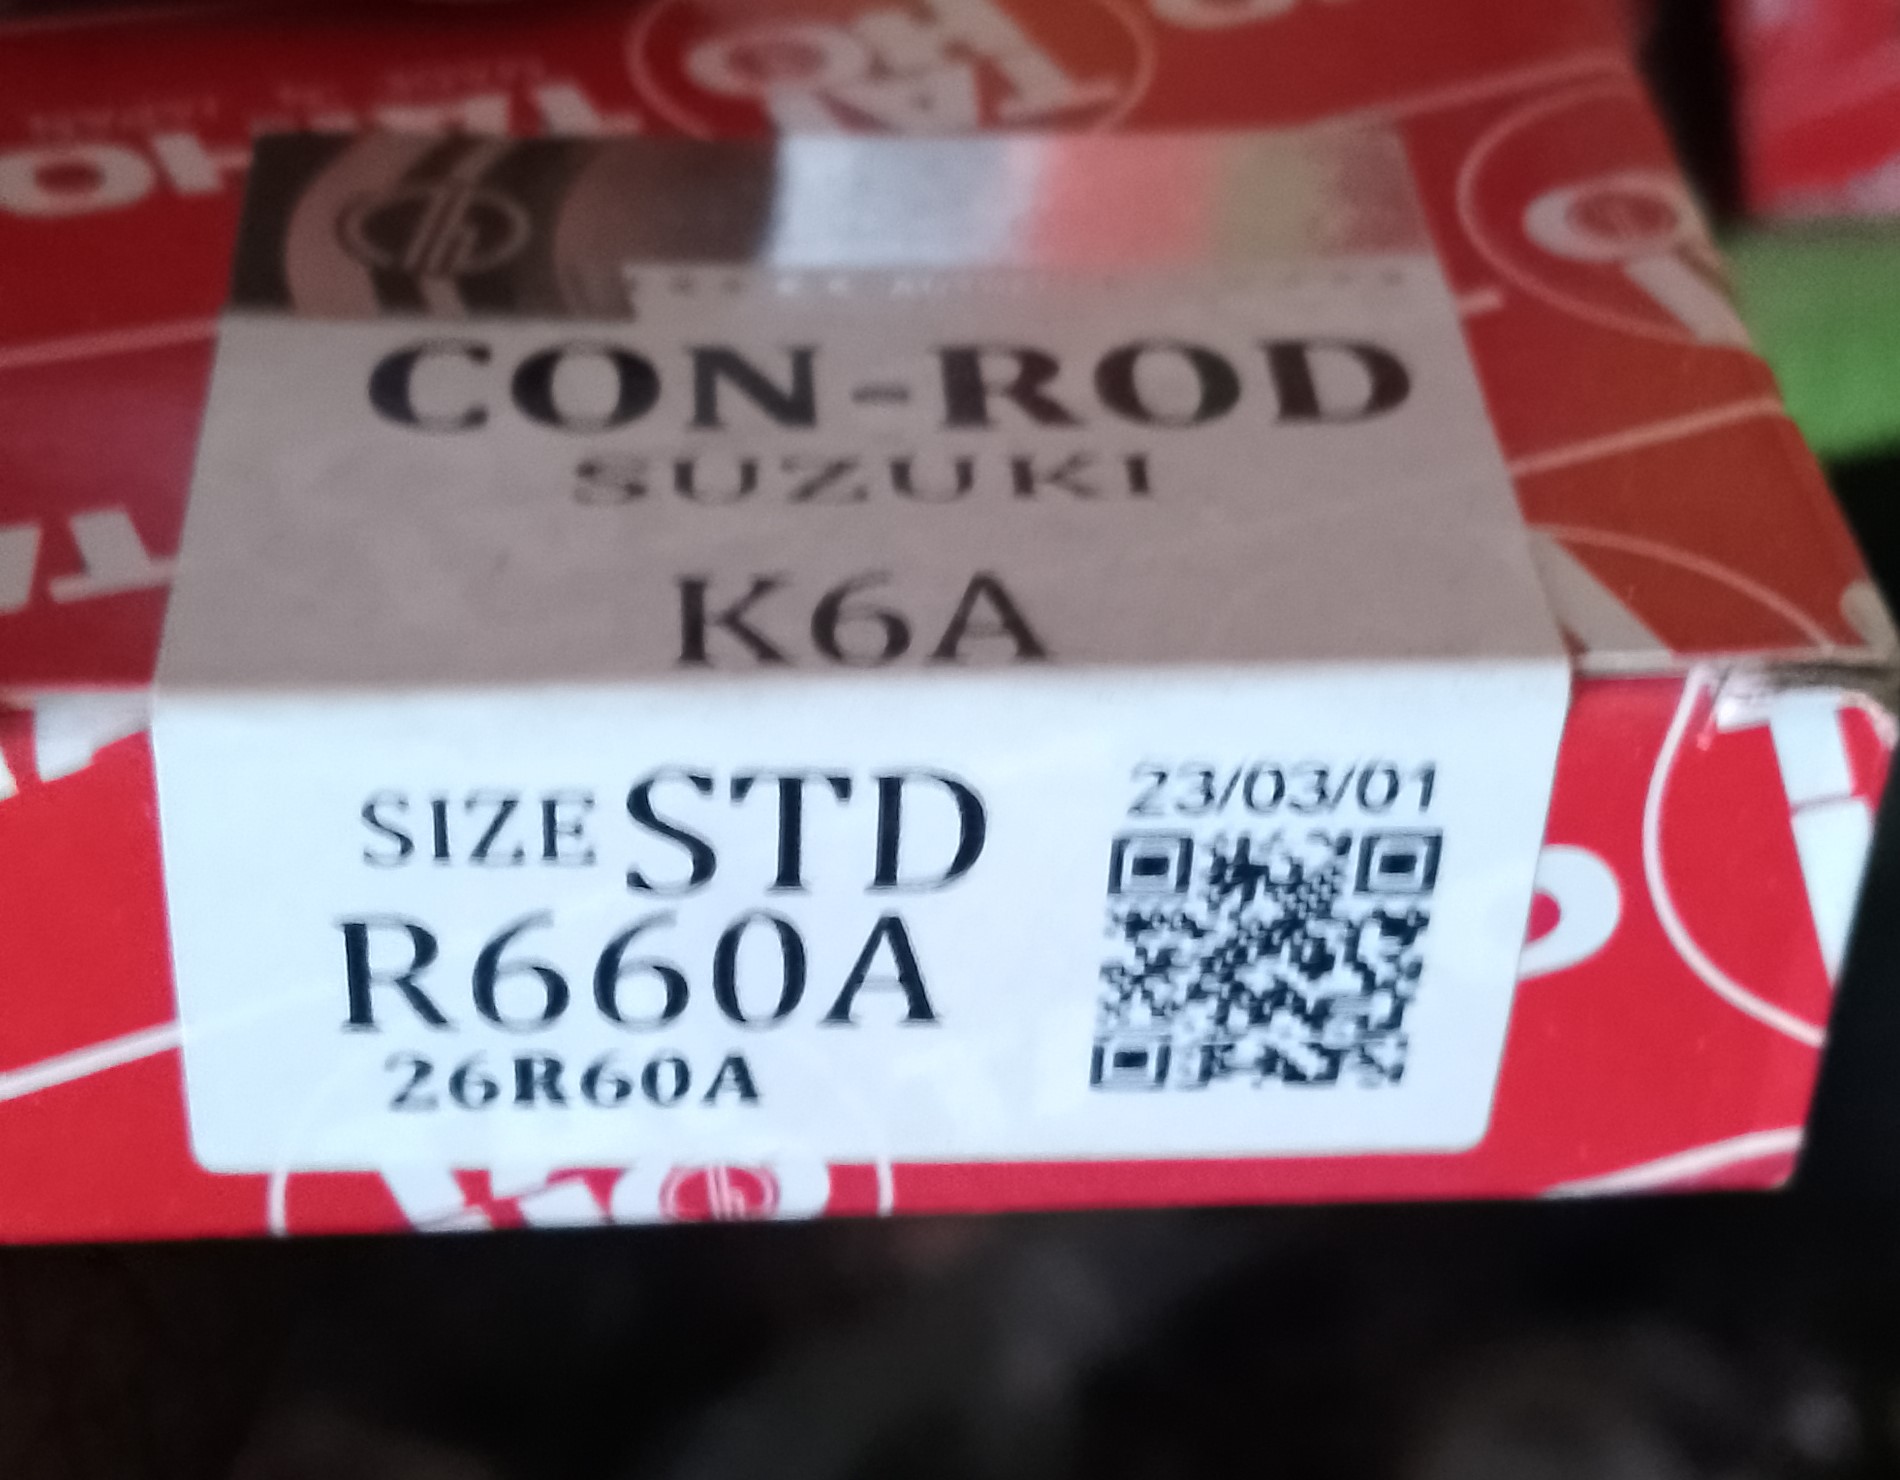 CON-ROD
SUZUKI
K6A
SIZE STD
23/03/01
R660A
26R60A